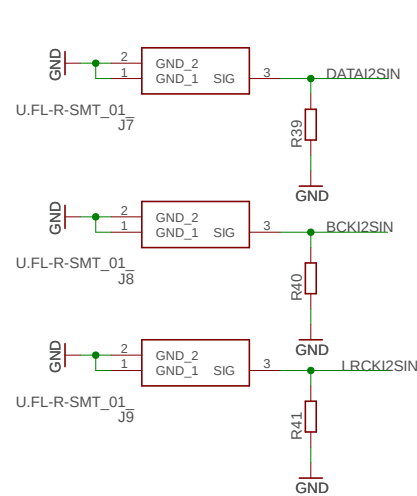 GND
2
GND_2
1
GND_1 SIG
3
DATAI2SIN
U.FL-R-SMT_01_
J7
R39
GND
GND
2
GND_2
1
GND_1 SIG
3
BCKI2SIN
U.FL-R-SMT_01_
J8
R40
GND
GND
2
GND_2
1
GND_1 SIG
3
LRCKI2SIN
U.FL-R-SMT_01_
J9
R41
GND